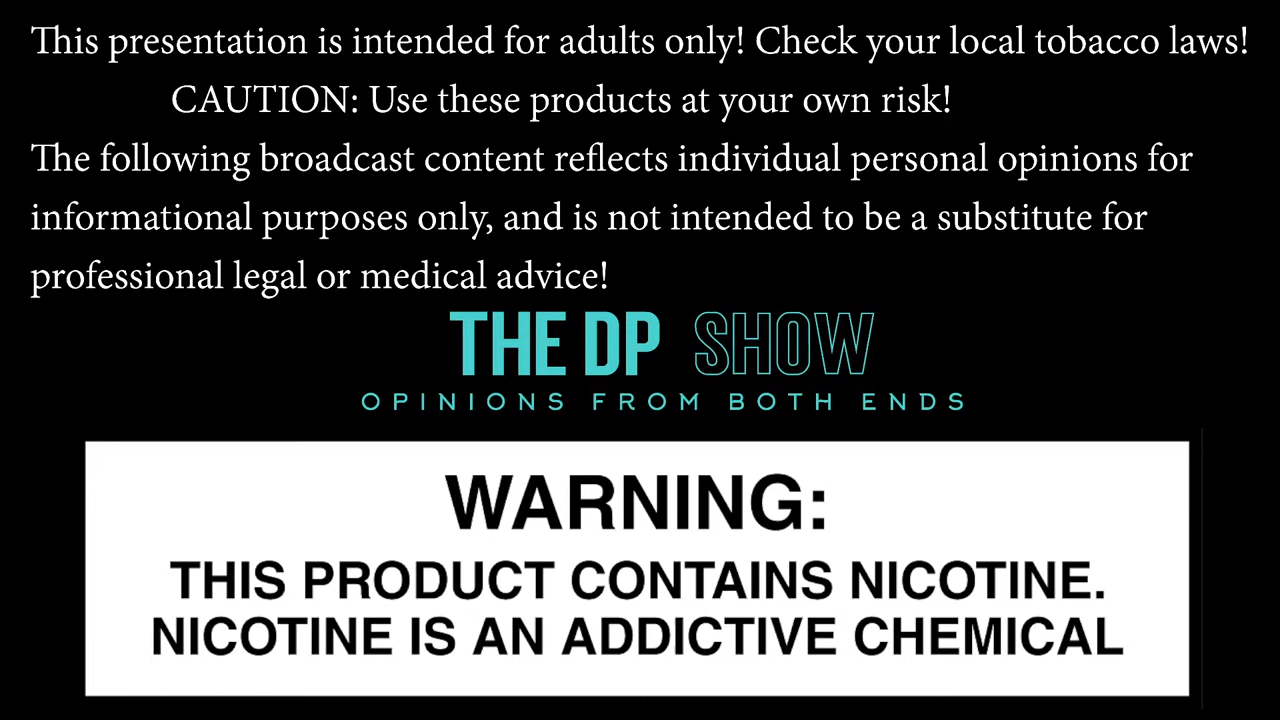 This presentation is intended for adults only! Check your local tobacco laws!
CAUTION: Use these products at your own risk!
The following broadcast content reflects individual personal opinions for
informational purposes only, and is not intended to be a substitute for
professional legal or medical advice!
THE DP SHOW
OPINIONS FROM BOTH ENDS
WARNING:
THIS PRODUCT CONTAINS NICOTINE.
NICOTINE IS AN ADDICTIVE CHEMICAL